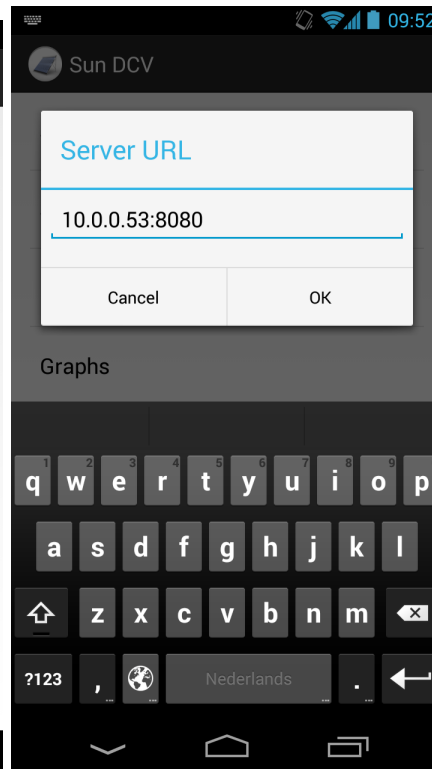 09:52
Sun DCV
Server URL
10.0.0.53:8080
Cancel OK
Graphs
1 2 3 4 5 6 7 8 9
q w e r t y u i o p
a s d f g h j k l
z x c v b n m
?123 , Nederlands .